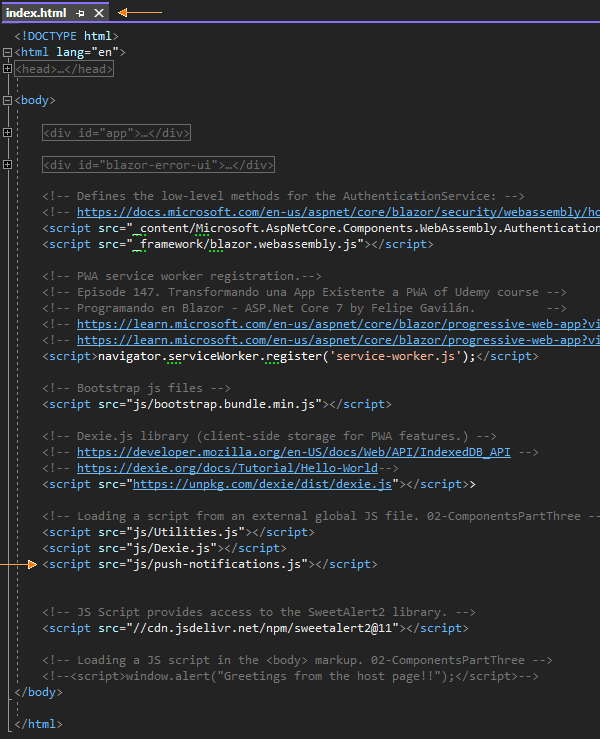 index.html
<!DOCTYPE html>
<html lang="en">
<head>…</head>
<body>
<div id="app">…</div>
<div id="blazor-error-ui">…</div>
<!-- Defines the low-level methods for the AuthenticationService: -->
<!-- https://docs.microsoft.com/en-us/aspnet/core/blazor/security/webassembly/ho
<script src="_content/Microsoft.AspNetCore.Components.WebAssembly.Authentication
<script src="_framework/blazor.webassembly.js"></script>
<!-- PWA service worker registration.-->
<!-- Episode 147. Transformando una App Existente a PWA of Udemy course -->
<!-- Programando en Blazor - ASP.Net Core 7 by Felipe Gavilán. -->
<!-- https://learn.microsoft.com/en-us/aspnet/core/blazor/progressive-web-app?vi
<!-- https://learn.microsoft.com/en-us/aspnet/core/blazor/progressive-web-app?vi
<script>navigator.serviceWorker.register('service-worker.js');</script>
<!-- Bootstrap js files -->
<script src="js/bootstrap.bundle.min.js"></script>
<!-- Dexie.js library (client-side storage for PWA features.) -->
<!-- https://developer.mozilla.org/en-US/docs/Web/API/IndexedDB_API -->
<!-- https://dexie.org/docs/Tutorial/Hello-World-->
<script src="https://unpkg.com/dexie/dist/dexie.js"></script>>
<!-- Loading a script from an external global JS file. 02-ComponentsPartThree --
<script src="js/Utilities.js"></script>
<script src="js/Dexie.js"></script>
<script src="js/push-notifications.js"></script>
<!-- JS Script provides access to the SweetAlert2 library. -->
<script src="//cdn.jsdelivr.net/npm/sweetalert2@11"></script>
<!-- Loading a JS script in the <body> markup. 02-ComponentsPartThree -->
<!--<script>window.alert("Greetings from the host page!!");</script>-->
</body>
</html>